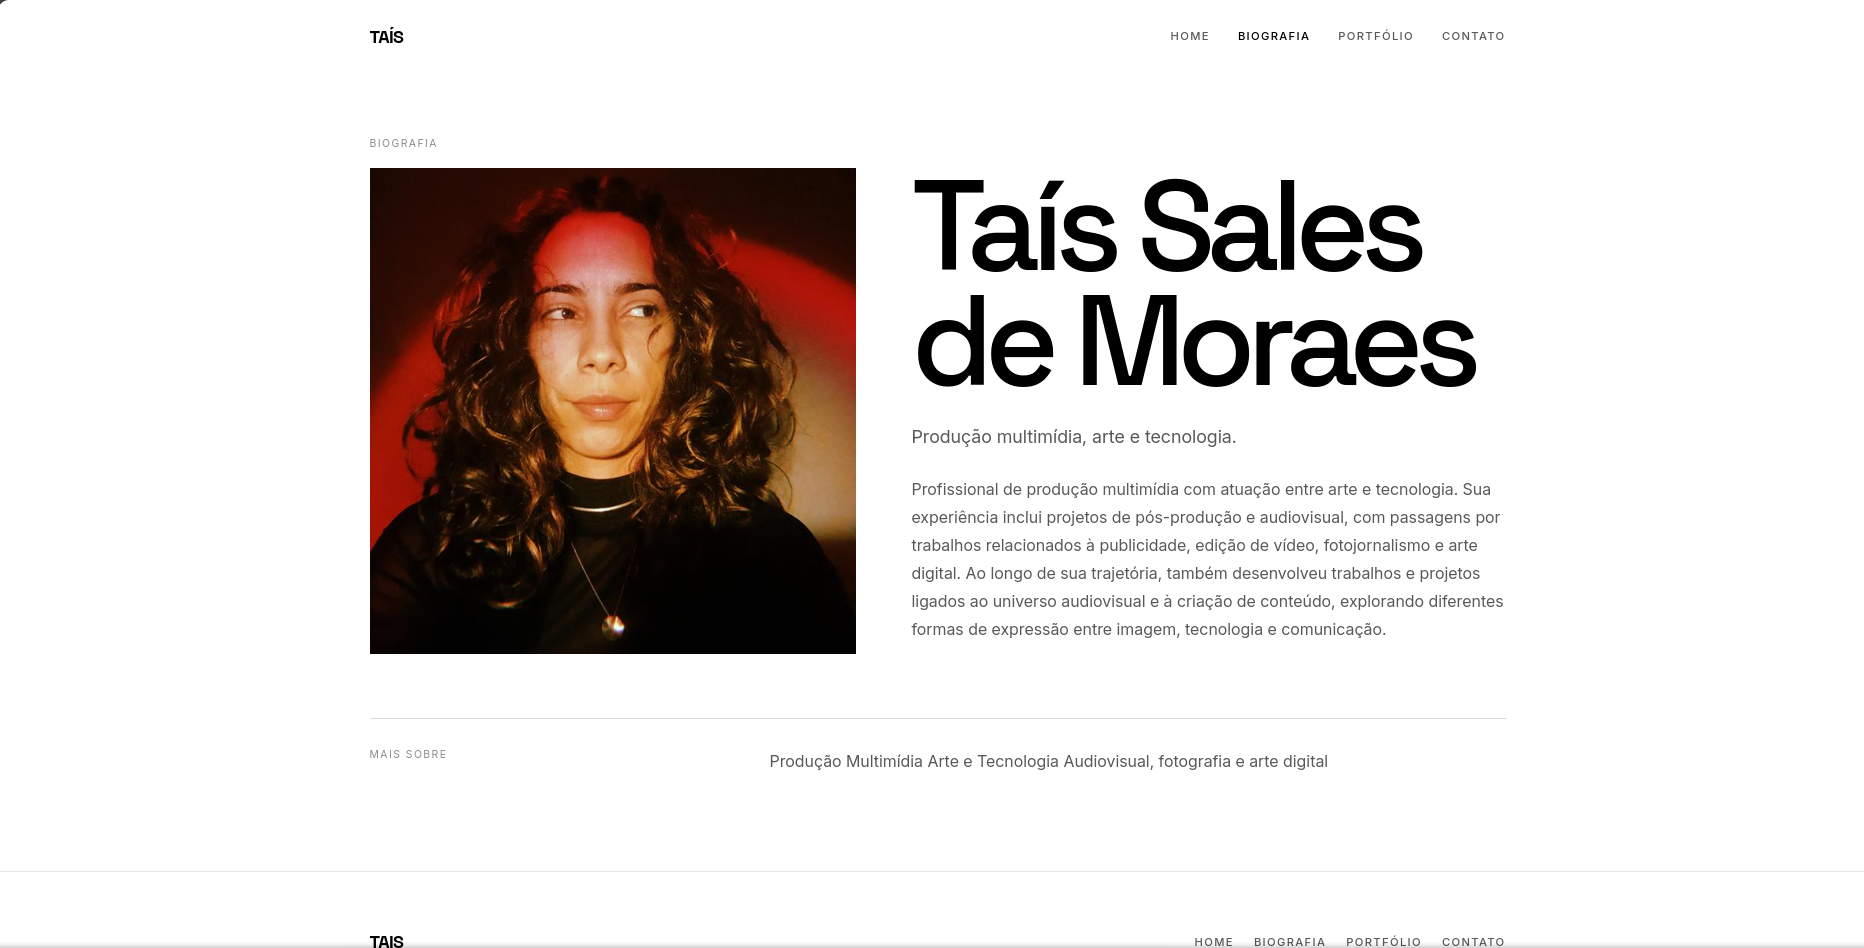 TAÍS
HOME BIOGRAFIA PORTFÓLIO CONTATO
BIOGRAFIA
Taís Sales
de Moraes
Produção multimídia, arte e tecnologia.
Profissional de produção multimídia com atuação entre arte e tecnologia. Sua
experiência inclui projetos de pós-produção e audiovisual, com passagens por
trabalhos relacionados à publicidade, edição de vídeo, fotojornalismo e arte
digital. Ao longo de sua trajetória, também desenvolveu trabalhos e projetos
ligados ao universo audiovisual e à criação de conteúdo, explorando diferentes
formas de expressão entre imagem, tecnologia e comunicação.
MAIS SOBRE
Produção Multimídia Arte e Tecnologia Audiovisual, fotografia e arte digital
TAIS
HOME BIOGRAFIA PORTFÓLIO CONTATO